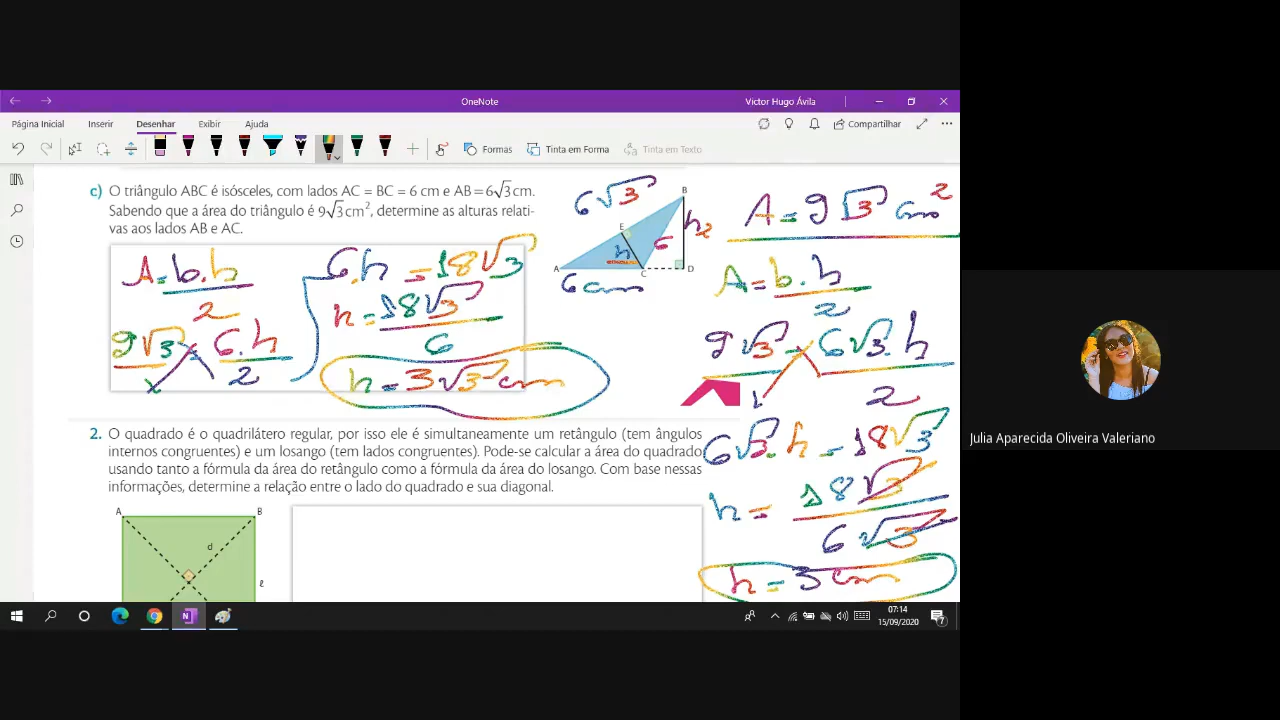 OneNote
Victor Hugo Ávila
Página Inicial Inserir Desenhar Exibir Ajuda
Compartilhar
Formas Tinta em Forma Tinta em Texto
c) O triângulo ABC é isósceles, com lados AC = BC = 6 cm e AB = 6√3 cm.
Sabendo que a área do triângulo é 9√3 cm², determine as alturas relati-
vas aos lados AB e AC.
6√3
B
h2
E
h
6
A
C
D
6 cm
A = b.h
2
9√3 = 6.h
2
6.h = 18√3
h = 18√3
6
h = 3√3 cm
A = 9√3 cm²
A = b.h
2
9√3 = 6√3.h
1 2
6√3.h = 18√3
h = 18√3
6√3
h = 3 cm
2. O quadrado é o quadrilátero regular, por isso ele é simultaneamente um retângulo (tem ângulos
internos congruentes) e um losango (tem lados congruentes). Pode-se calcular a área do quadrado
usando tanto a fórmula da área do retângulo como a fórmula da área do losango. Com base nessas
informações, determine a relação entre o lado do quadrado e sua diagonal.
A
B
d
ℓ
Julia Aparecida Oliveira Valeriano
07:14
15/09/2020
7